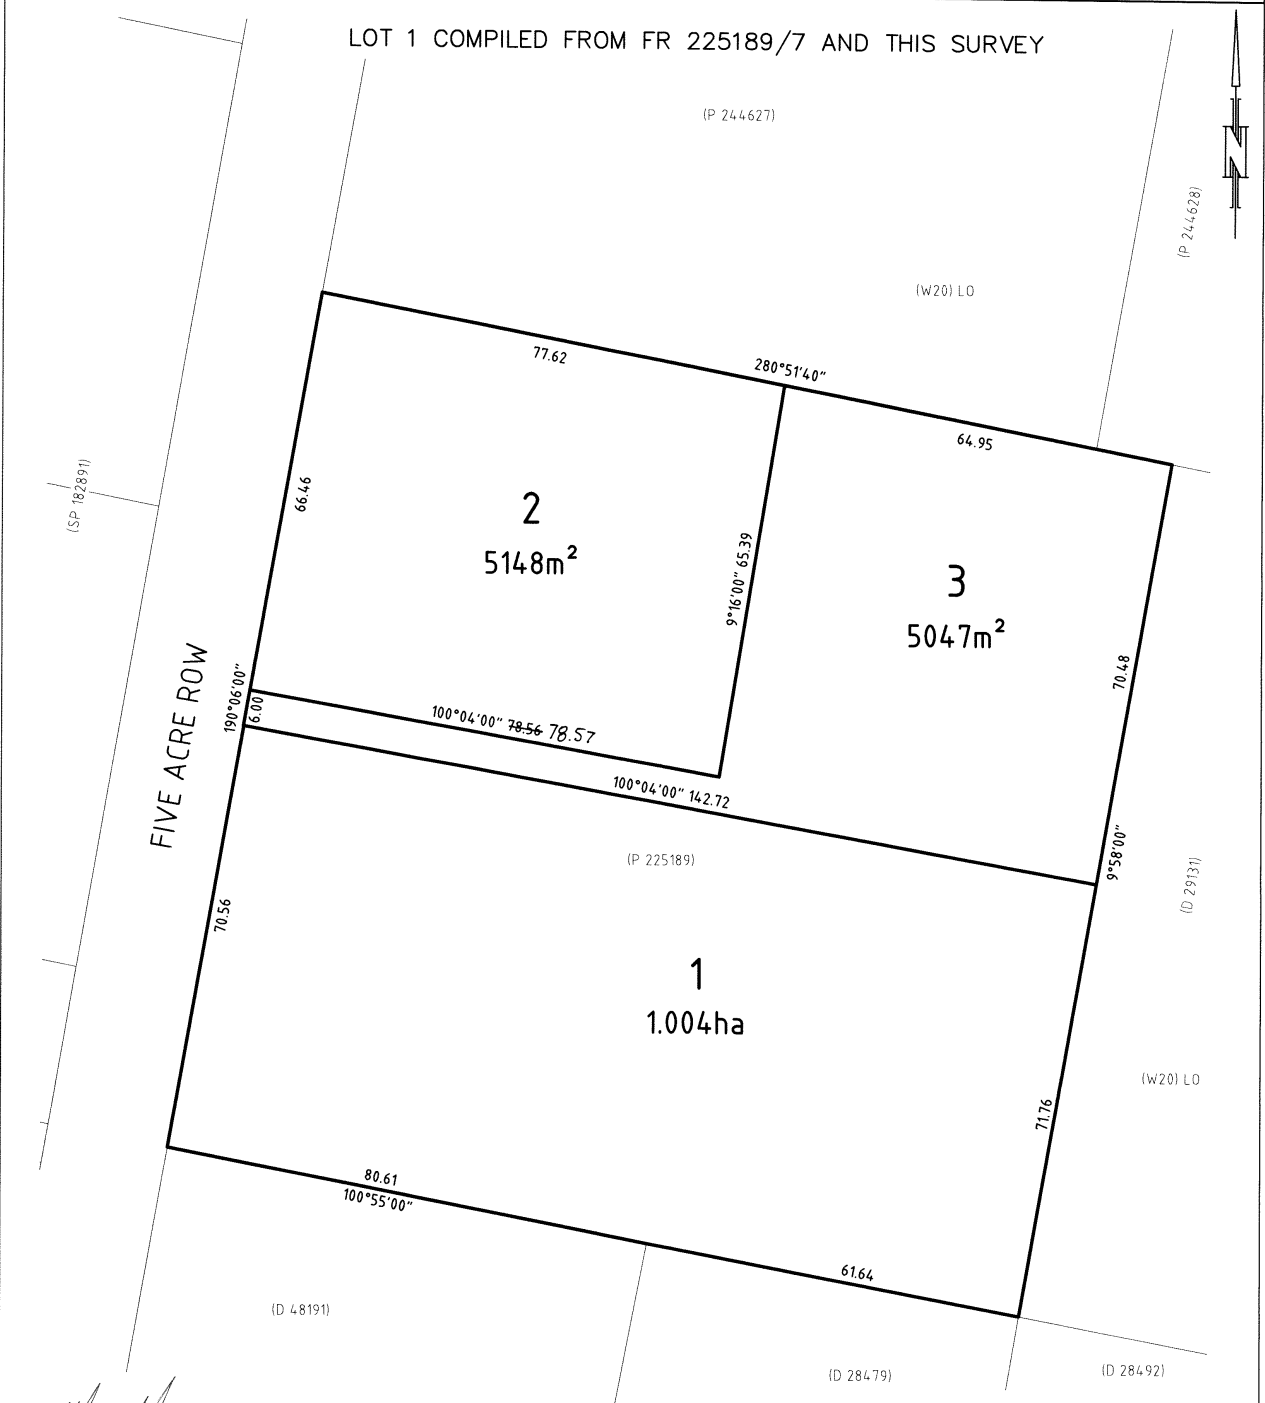 LOT 1 COMPILED FROM FR 225189/7 AND THIS SURVEY
(P 244627)
N
(P 244628)
(W20) LO
77.62
280°51'40"
64.95
(SP 182891)
66.46
2
5148m²
9°16'00" 65.39
3
5047m²
70.48
FIVE ACRE ROW
190°06'00"
6.00
100°04'00" 78.56 78.57
100°04'00" 142.72
9°58'00"
(P 225189)
(D 29131)
70.56
1
1.004ha
(W20) LO
71.76
80.61
100°55'00"
61.64
(D 48191)
(D 28479)
(D 28492)